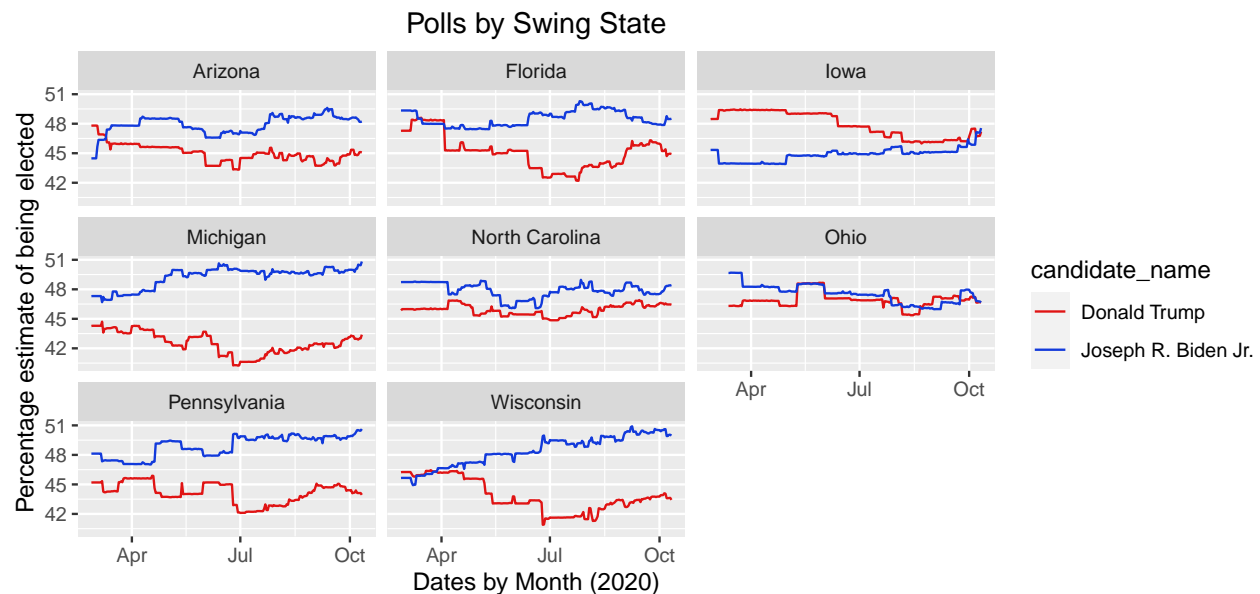 Polls by Swing State
Percentage estimate of being elected
Arizona
Florida
Iowa
51
48
45
42
Michigan
North Carolina
Ohio
51
48
45
42
Apr
Jul
Oct
Pennsylvania
Wisconsin
51
48
45
42
Apr
Jul
Oct
Apr
Jul
Oct
Dates by Month (2020)
candidate_name
Donald Trump
Joseph R. Biden Jr.